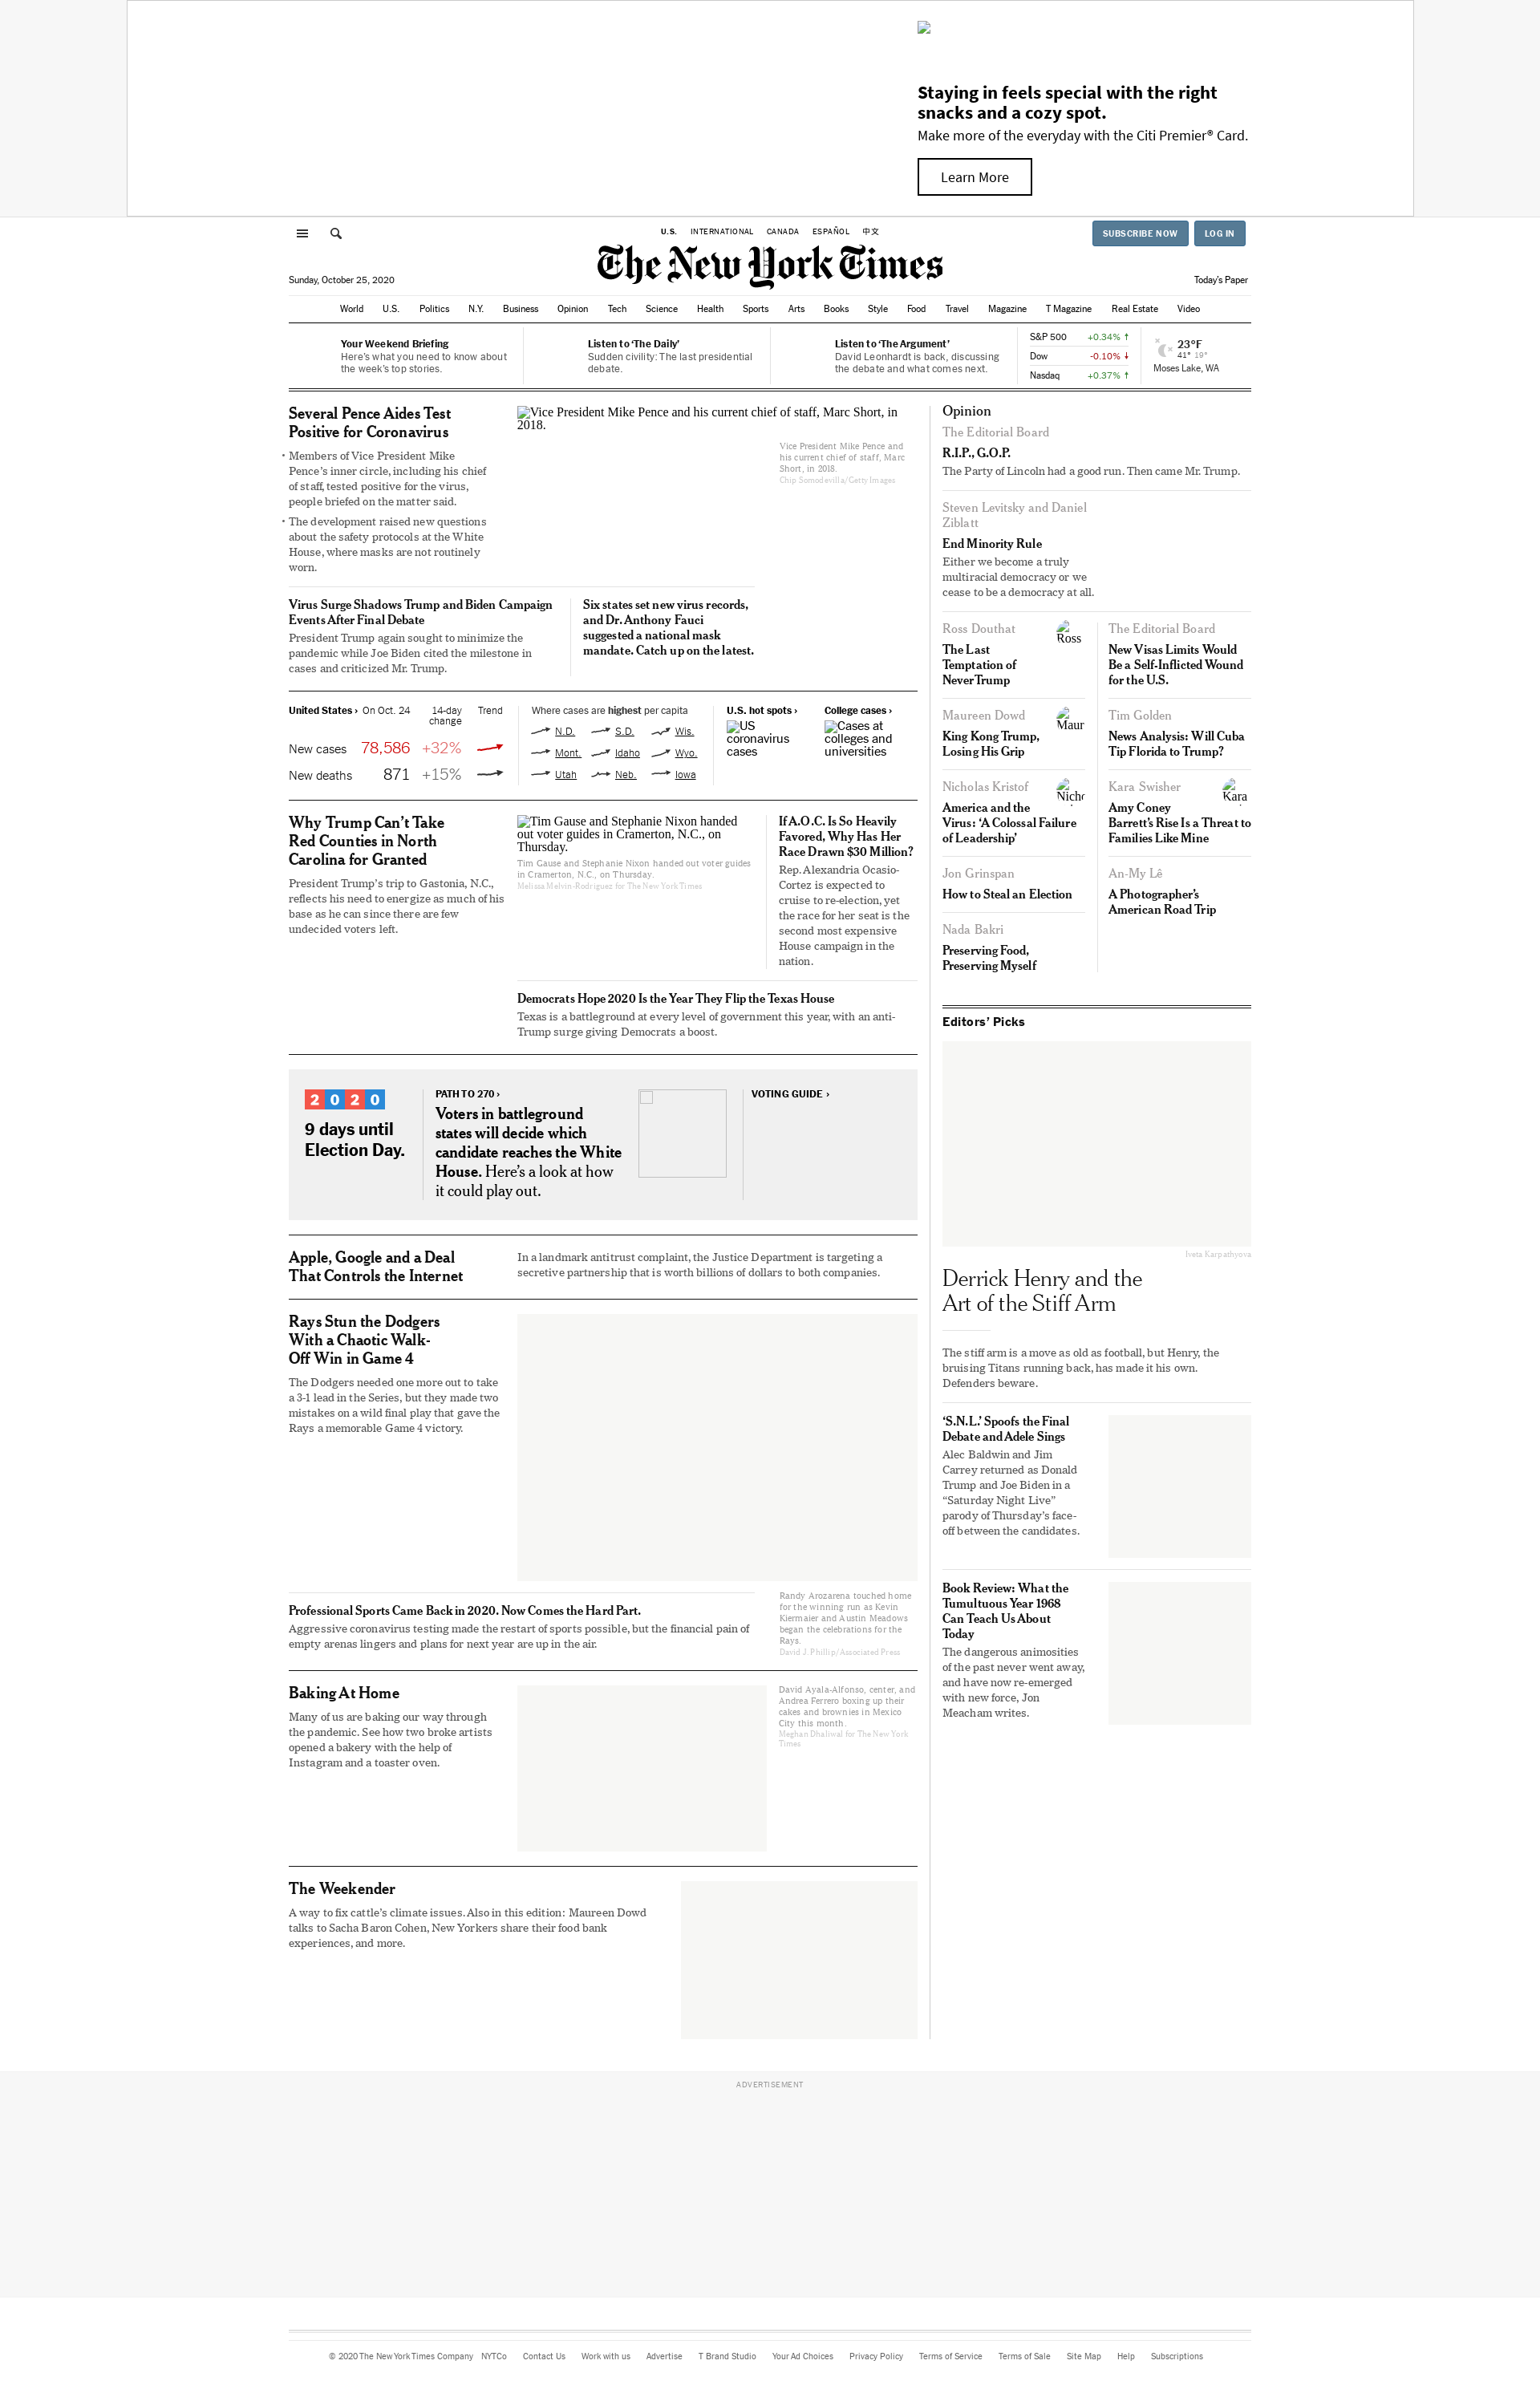 Staying in feels special with the right
snacks and a cozy spot.
Make more of the everyday with the Citi Premier® Card.
Learn More
U.S. INTERNATIONAL CANADA ESPAÑOL 中文
SUBSCRIBE NOW LOG IN
The New York Times
Sunday, October 25, 2020
Today's Paper
World U.S. Politics N.Y. Business Opinion Tech Science Health Sports Arts Books Style Food Travel Magazine T Magazine Real Estate Video
Your Weekend Briefing
Here's what you need to know about
the week's top stories.
Listen to 'The Daily'
Sudden civility: The last presidential
debate.
Listen to 'The Argument'
David Leonhardt is back, discussing
the debate and what comes next.
S&P 500 +0.34% ↑
Dow -0.10% ↓
Nasdaq +0.37% ↑
23°F
41° 19°
Moses Lake, WA
Several Pence Aides Test
Positive for Coronavirus
• Members of Vice President Mike
Pence's inner circle, including his chief
of staff, tested positive for the virus,
people briefed on the matter said.
• The development raised new questions
about the safety protocols at the White
House, where masks are not routinely
worn.
Vice President Mike Pence and his current chief of staff, Marc Short, in
2018.
Vice President Mike Pence and
his current chief of staff, Marc
Short, in 2018.
Chip Somodevilla/Getty Images
Virus Surge Shadows Trump and Biden Campaign
Events After Final Debate
President Trump again sought to minimize the
pandemic while Joe Biden cited the milestone in
cases and criticized Mr. Trump.
Six states set new virus records,
and Dr. Anthony Fauci
suggested a national mask
mandate. Catch up on the latest.
United States › On Oct. 24 14-day
change Trend
New cases 78,586 +32%
New deaths 871 +15%
Where cases are highest per capita
N.D. S.D. Wis.
Mont. Idaho Wyo.
Utah Neb. Iowa
U.S. hot spots ›
US
coronavirus
cases
College cases ›
Cases at
colleges and
universities
Why Trump Can't Take
Red Counties in North
Carolina for Granted
President Trump's trip to Gastonia, N.C.,
reflects his need to energize as much of his
base as he can since there are few
undecided voters left.
Tim Gause and Stephanie Nixon handed
out voter guides in Cramerton, N.C., on
Thursday.
Tim Gause and Stephanie Nixon handed out voter guides
in Cramerton, N.C., on Thursday.
Melissa Melvin-Rodriguez for The New York Times
If A.O.C. Is So Heavily
Favored, Why Has Her
Race Drawn $30 Million?
Rep. Alexandria Ocasio-
Cortez is expected to
cruise to re-election, yet
the race for her seat is the
second most expensive
House campaign in the
nation.
Democrats Hope 2020 Is the Year They Flip the Texas House
Texas is a battleground at every level of government this year, with an anti-
Trump surge giving Democrats a boost.
2020
9 days until
Election Day.
PATH TO 270 ›
Voters in battleground
states will decide which
candidate reaches the White
House. Here's a look at how
it could play out.
VOTING GUIDE ›
Apple, Google and a Deal
That Controls the Internet
In a landmark antitrust complaint, the Justice Department is targeting a
secretive partnership that is worth billions of dollars to both companies.
Rays Stun the Dodgers
With a Chaotic Walk-
Off Win in Game 4
The Dodgers needed one more out to take
a 3-1 lead in the Series, but they made two
mistakes on a wild final play that gave the
Rays a memorable Game 4 victory.
Professional Sports Came Back in 2020. Now Comes the Hard Part.
Aggressive coronavirus testing made the restart of sports possible, but the financial pain of
empty arenas lingers and plans for next year are up in the air.
Randy Arozarena touched home
for the winning run as Kevin
Kiermaier and Austin Meadows
began the celebrations for the
Rays.
David J. Phillip/Associated Press
Baking At Home
Many of us are baking our way through
the pandemic. See how two broke artists
opened a bakery with the help of
Instagram and a toaster oven.
David Ayala-Alfonso, center, and
Andrea Ferrero boxing up their
cakes and brownies in Mexico
City this month.
Meghan Dhaliwal for The New York
Times
The Weekender
A way to fix cattle's climate issues. Also in this edition: Maureen Dowd
talks to Sacha Baron Cohen, New Yorkers share their food bank
experiences, and more.
Opinion
The Editorial Board
R.I.P., G.O.P.
The Party of Lincoln had a good run. Then came Mr. Trump.
Steven Levitsky and Daniel
Ziblatt
End Minority Rule
Either we become a truly
multiracial democracy or we
cease to be a democracy at all.
Ross Douthat
Ross
The Last
Temptation of
NeverTrump
Maureen Dowd
Maur
King Kong Trump,
Losing His Grip
Nicholas Kristof
Nicho
America and the
Virus: 'A Colossal Failure
of Leadership'
Jon Grinspan
How to Steal an Election
Nada Bakri
Preserving Food,
Preserving Myself
The Editorial Board
New Visas Limits Would
Be a Self-Inflicted Wound
for the U.S.
Tim Golden
News Analysis: Will Cuba
Tip Florida to Trump?
Kara Swisher
Kara
Amy Coney
Barrett's Rise Is a Threat to
Families Like Mine
An-My Lê
A Photographer's
American Road Trip
Editors' Picks
Iveta Karpathyova
Derrick Henry and the
Art of the Stiff Arm
The stiff arm is a move as old as football, but Henry, the
bruising Titans running back, has made it his own.
Defenders beware.
'S.N.L.' Spoofs the Final
Debate and Adele Sings
Alec Baldwin and Jim
Carrey returned as Donald
Trump and Joe Biden in a
“Saturday Night Live”
parody of Thursday's face-
off between the candidates.
Book Review: What the
Tumultuous Year 1968
Can Teach Us About
Today
The dangerous animosities
of the past never went away,
and have now re-emerged
with new force, Jon
Meacham writes.
ADVERTISEMENT
© 2020 The New York Times Company NYTCo Contact Us Work with us Advertise T Brand Studio Your Ad Choices Privacy Policy Terms of Service Terms of Sale Site Map Help Subscriptions